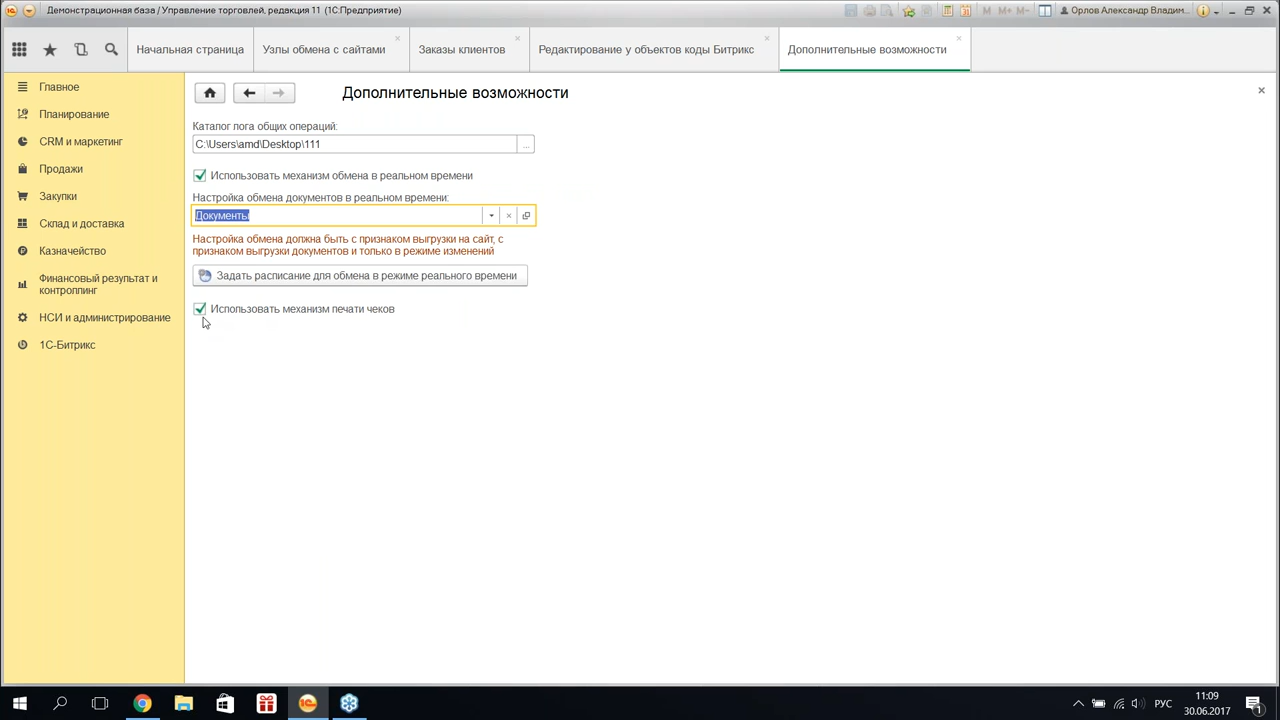 Демонстрационная база / Управление торговлей, редакция 11 (1С:Предприятие)
M M+ M-
Орлов Александр Владим...
Начальная страница
Узлы обмена с сайтами
Заказы клиентов
Редактирование у объектов коды Битрикс
Дополнительные возможности
Главное
Планирование
CRM и маркетинг
Продажи
Закупки
Склад и доставка
Казначейство
Финансовый результат и
контроллинг
НСИ и администрирование
1С-Битрикс
Дополнительные возможности
Каталог лога общих операций:
C:\Users\amd\Desktop\111
...
Использовать механизм обмена в реальном времени
Настройка обмена документов в реальном времени:
Документы
Настройка обмена должна быть с признаком выгрузки на сайт, с
признаком выгрузки документов и только в режиме изменений
Задать расписание для обмена в режиме реального времени
Использовать механизм печати чеков
РУС
11:09
30.06.2017
1